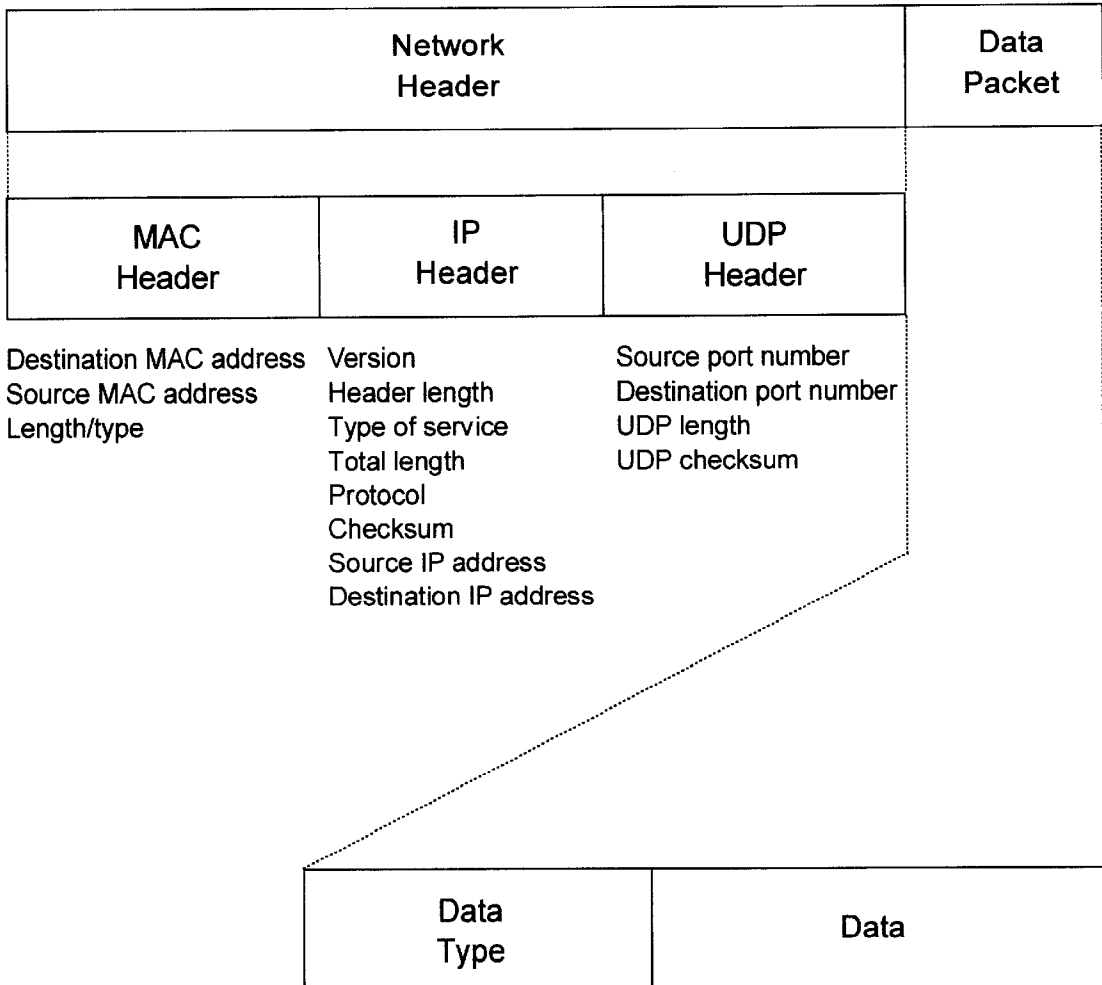 Network
Header
Data
Packet
MAC
Header
IP
Header
UDP
Header
Destination MAC address
Source MAC address
Length/type
Version
Header length
Type of service
Total length
Protocol
Checksum
Source IP address
Destination IP address
Source port number
Destination port number
UDP length
UDP checksum
Data
Type
Data